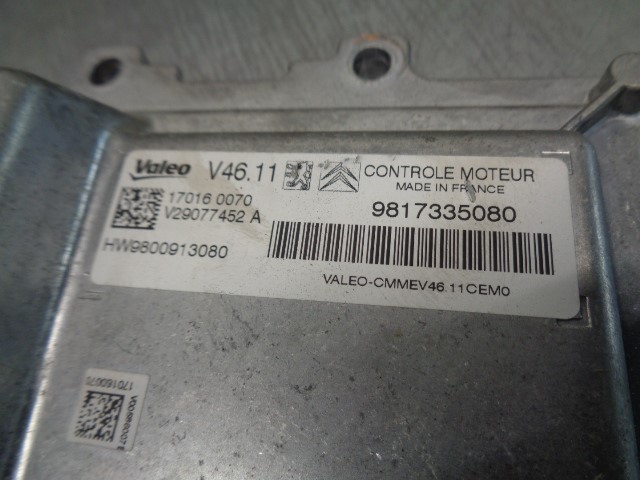 Valeo V46.11 CONTROLE MOTEUR
MADE IN FRANCE
17016 0070
V29077452 A
9817335080
HW9800913080
VALEO-CMMEV46.11CEM0
170160070